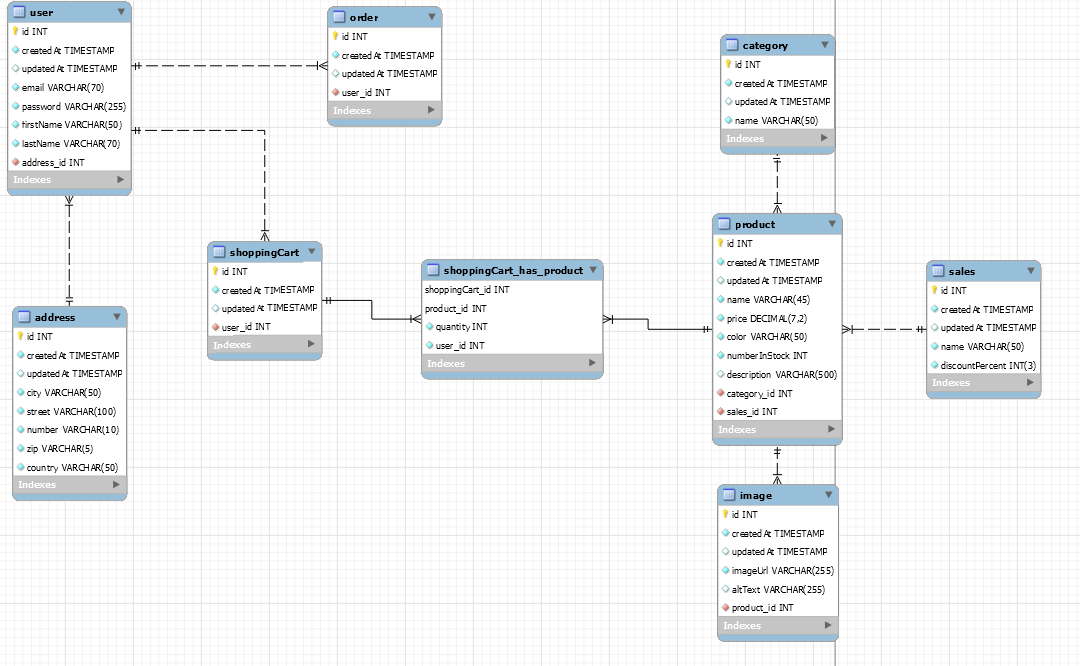 user
id INT
createdAt TIMESTAMP
updatedAt TIMESTAMP
email VARCHAR(70)
password VARCHAR(255)
firstName VARCHAR(50)
lastName VARCHAR(70)
address_id INT
Indexes
order
id INT
createdAt TIMESTAMP
updatedAt TIMESTAMP
user_id INT
Indexes
category
id INT
createdAt TIMESTAMP
updatedAt TIMESTAMP
name VARCHAR(50)
Indexes
shoppingCart
id INT
createdAt TIMESTAMP
updatedAt TIMESTAMP
user_id INT
Indexes
shoppingCart_has_product
shoppingCart_id INT
product_id INT
quantity INT
user_id INT
Indexes
product
id INT
createdAt TIMESTAMP
updatedAt TIMESTAMP
name VARCHAR(45)
price DECIMAL(7,2)
color VARCHAR(50)
numberInStock INT
description VARCHAR(500)
category_id INT
sales_id INT
Indexes
sales
id INT
createdAt TIMESTAMP
updatedAt TIMESTAMP
name VARCHAR(50)
discountPercent INT(3)
Indexes
address
id INT
createdAt TIMESTAMP
updatedAt TIMESTAMP
city VARCHAR(50)
street VARCHAR(100)
number VARCHAR(10)
zip VARCHAR(5)
country VARCHAR(50)
Indexes
image
id INT
createdAt TIMESTAMP
updatedAt TIMESTAMP
imageUrl VARCHAR(255)
altText VARCHAR(255)
product_id INT
Indexes